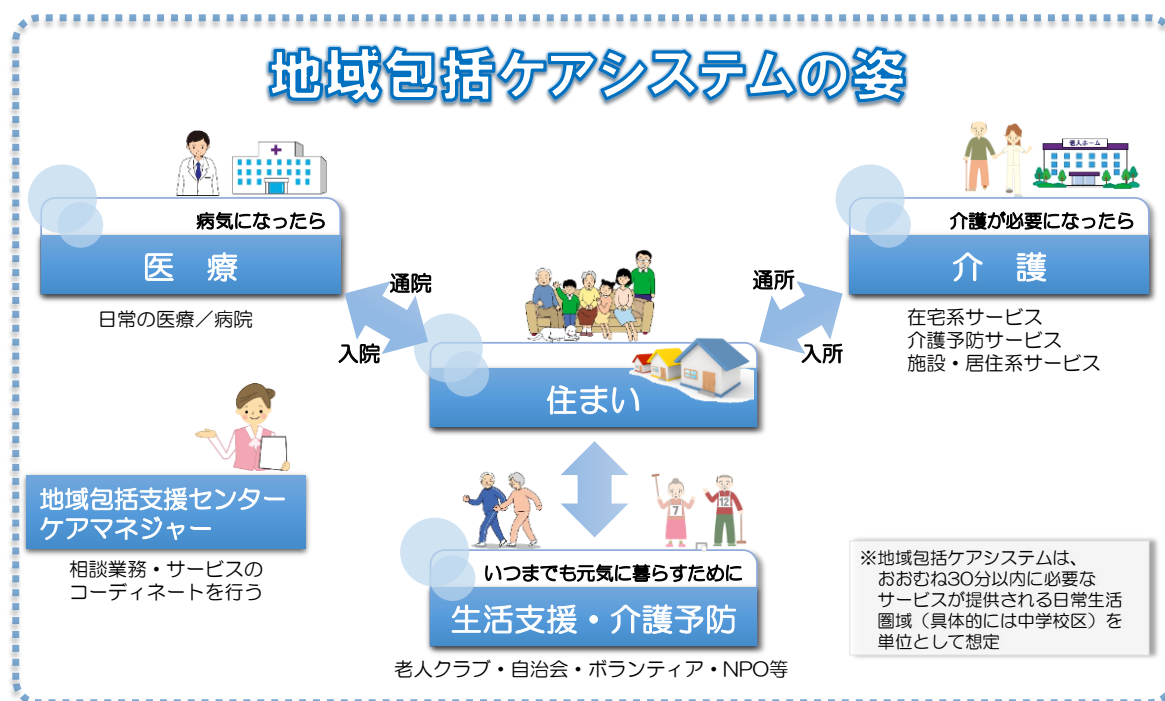 地域包括ケアシステムの姿
病気になったら
医 療
日常の医療／病院
通院
入院
老人ホーム
介護が必要になったら
介 護
在宅系サービス
介護予防サービス
施設・居住系サービス
通所
入所
住まい
地域包括支援センター
ケアマネジャー
相談業務・サービスの
コーディネートを行う
7
12
いつまでも元気に暮らすために
生活支援・介護予防
老人クラブ・自治会・ボランティア・NPO等
※地域包括ケアシステムは、
おおむね30分以内に必要な
サービスが提供される日常生活
圏域（具体的には中学校区）を
単位として想定